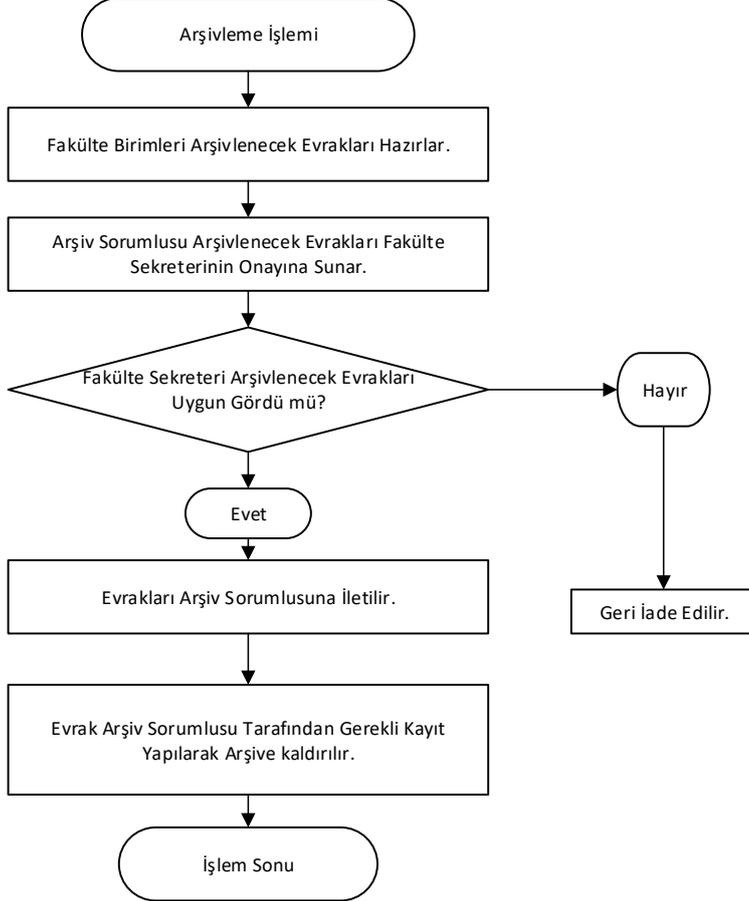 Arşivleme İşlemi
Fakülte Birimleri Arşivlenecek Evrakları Hazırlar.
Arşiv Sorumlusu Arşivlenecek Evrakları Fakülte
Sekreterinin Onayına Sunar.
Fakülte Sekreteri Arşivlenecek Evrakları
Uygun Gördü mü?
Hayır
Evet
Evrakları Arşiv Sorumlusuna İletilir.
Geri İade Edilir.
Evrak Arşiv Sorumlusu Tarafından Gerekli Kayıt
Yapılarak Arşive kaldırılır.
İşlem Sonu